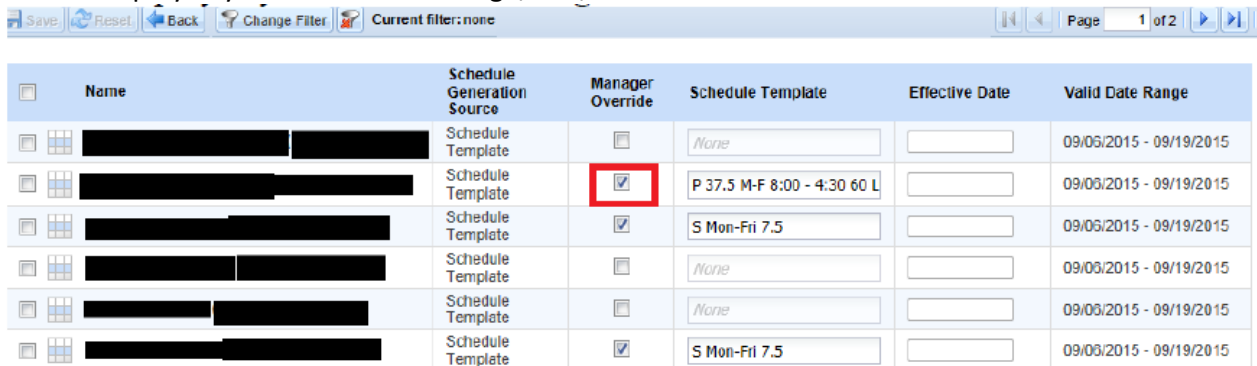 Save Reset Back Change Filter Current filter: none Page 1 of 2
Name Schedule Generation Source Manager Override Schedule Template Effective Date Valid Date Range
Schedule Template None 09/06/2015 - 09/19/2015
Schedule Template P 37.5 M-F 8:00 - 4:30 60 L 09/06/2015 - 09/19/2015
Schedule Template S Mon-Fri 7.5 09/06/2015 - 09/19/2015
Schedule Template None 09/06/2015 - 09/19/2015
Schedule Template None 09/06/2015 - 09/19/2015
Schedule Template S Mon-Fri 7.5 09/06/2015 - 09/19/2015